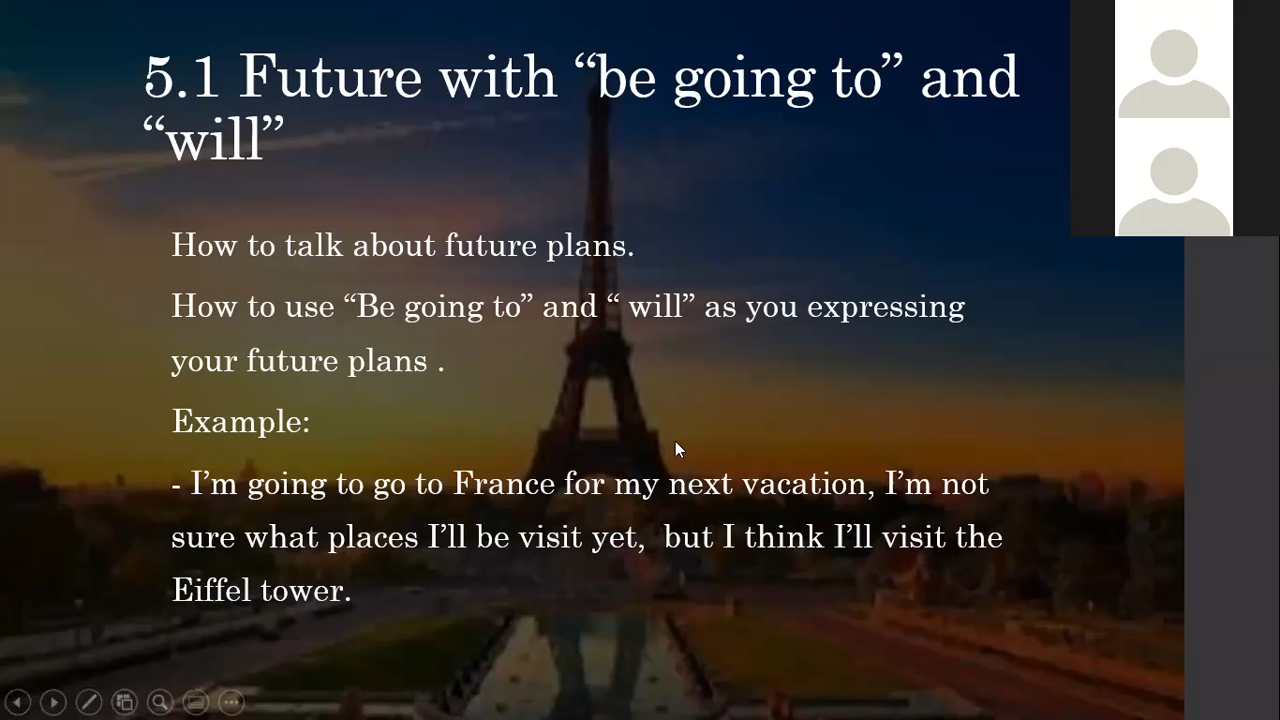 5.1 Future with “be going to” and
“will”
How to talk about future plans.
How to use “Be going to” and “ will” as you expressing
your future plans .
Example:
- I’m going to go to France for my next vacation, I’m not
sure what places I’ll be visit yet,  but I think I’ll visit the
Eiffel tower.